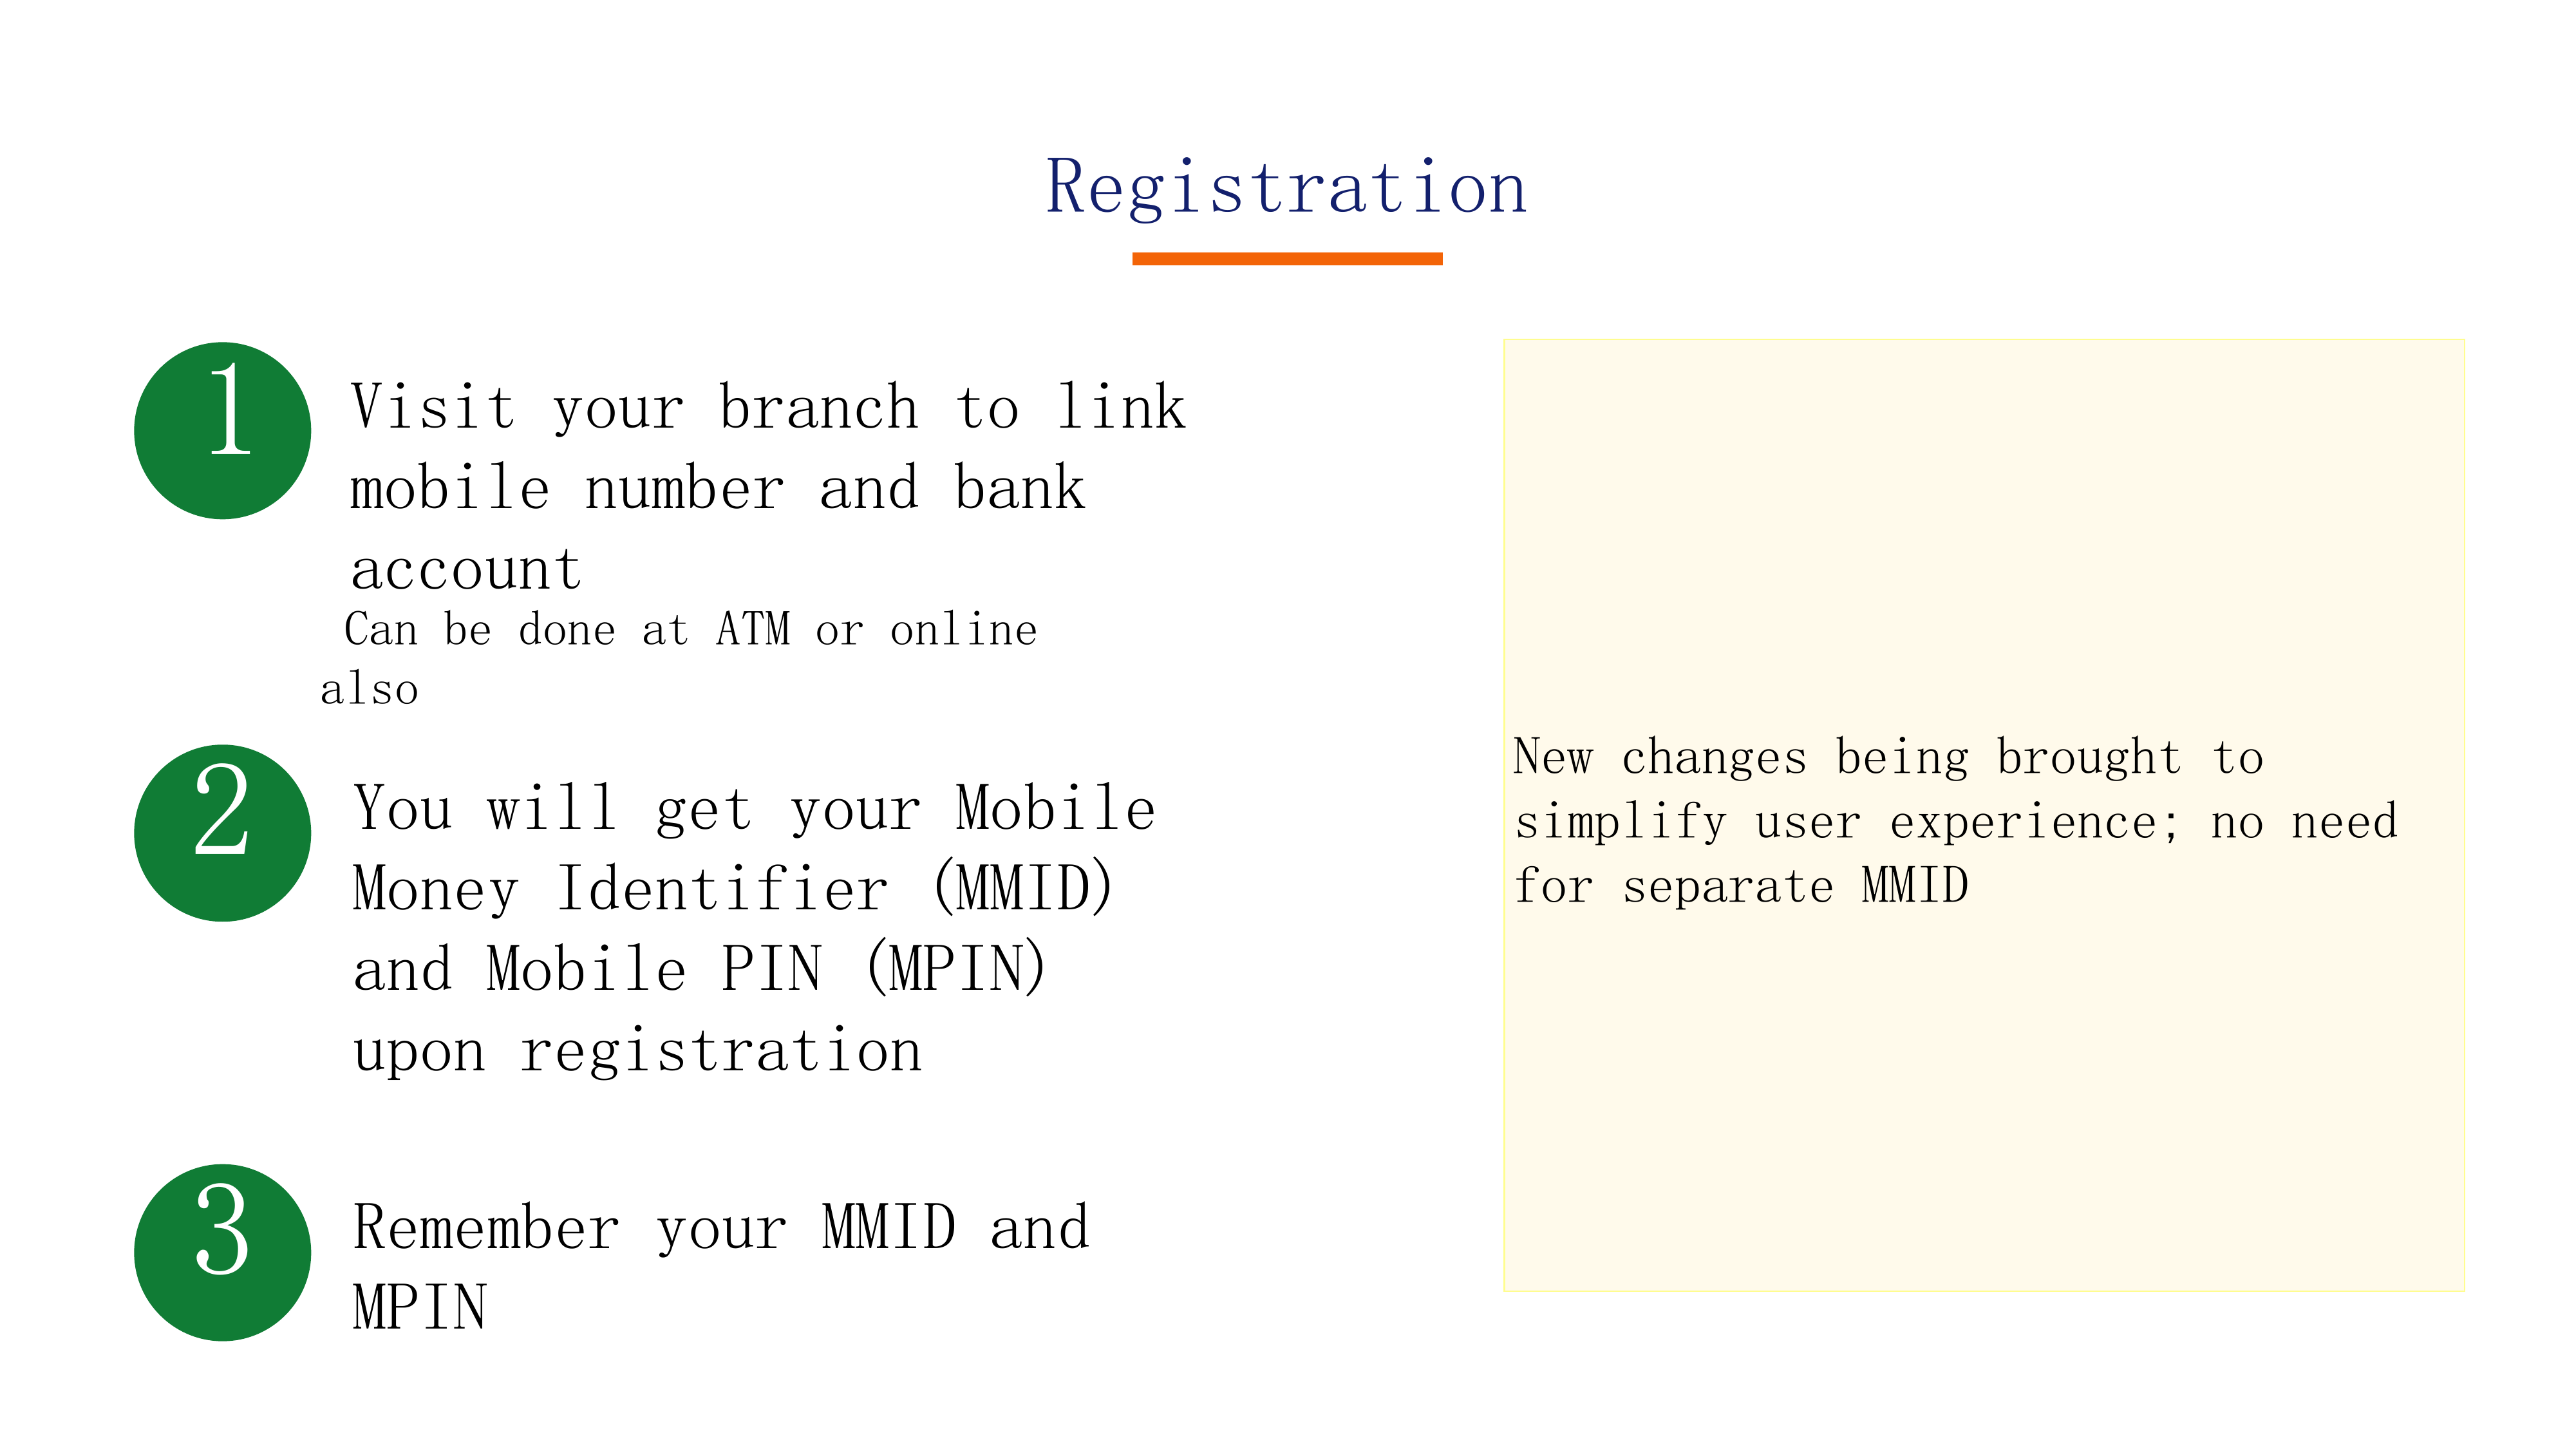 Registration
1
Visit your branch to link
mobile number and bank
account
Can be done at ATM or online
also
2
You will get your Mobile
Money Identifier (MMID)
and Mobile PIN (MPIN)
upon registration
3
Remember your MMID and
MPIN
New changes being brought to
simplify user experience; no need
for separate MMID